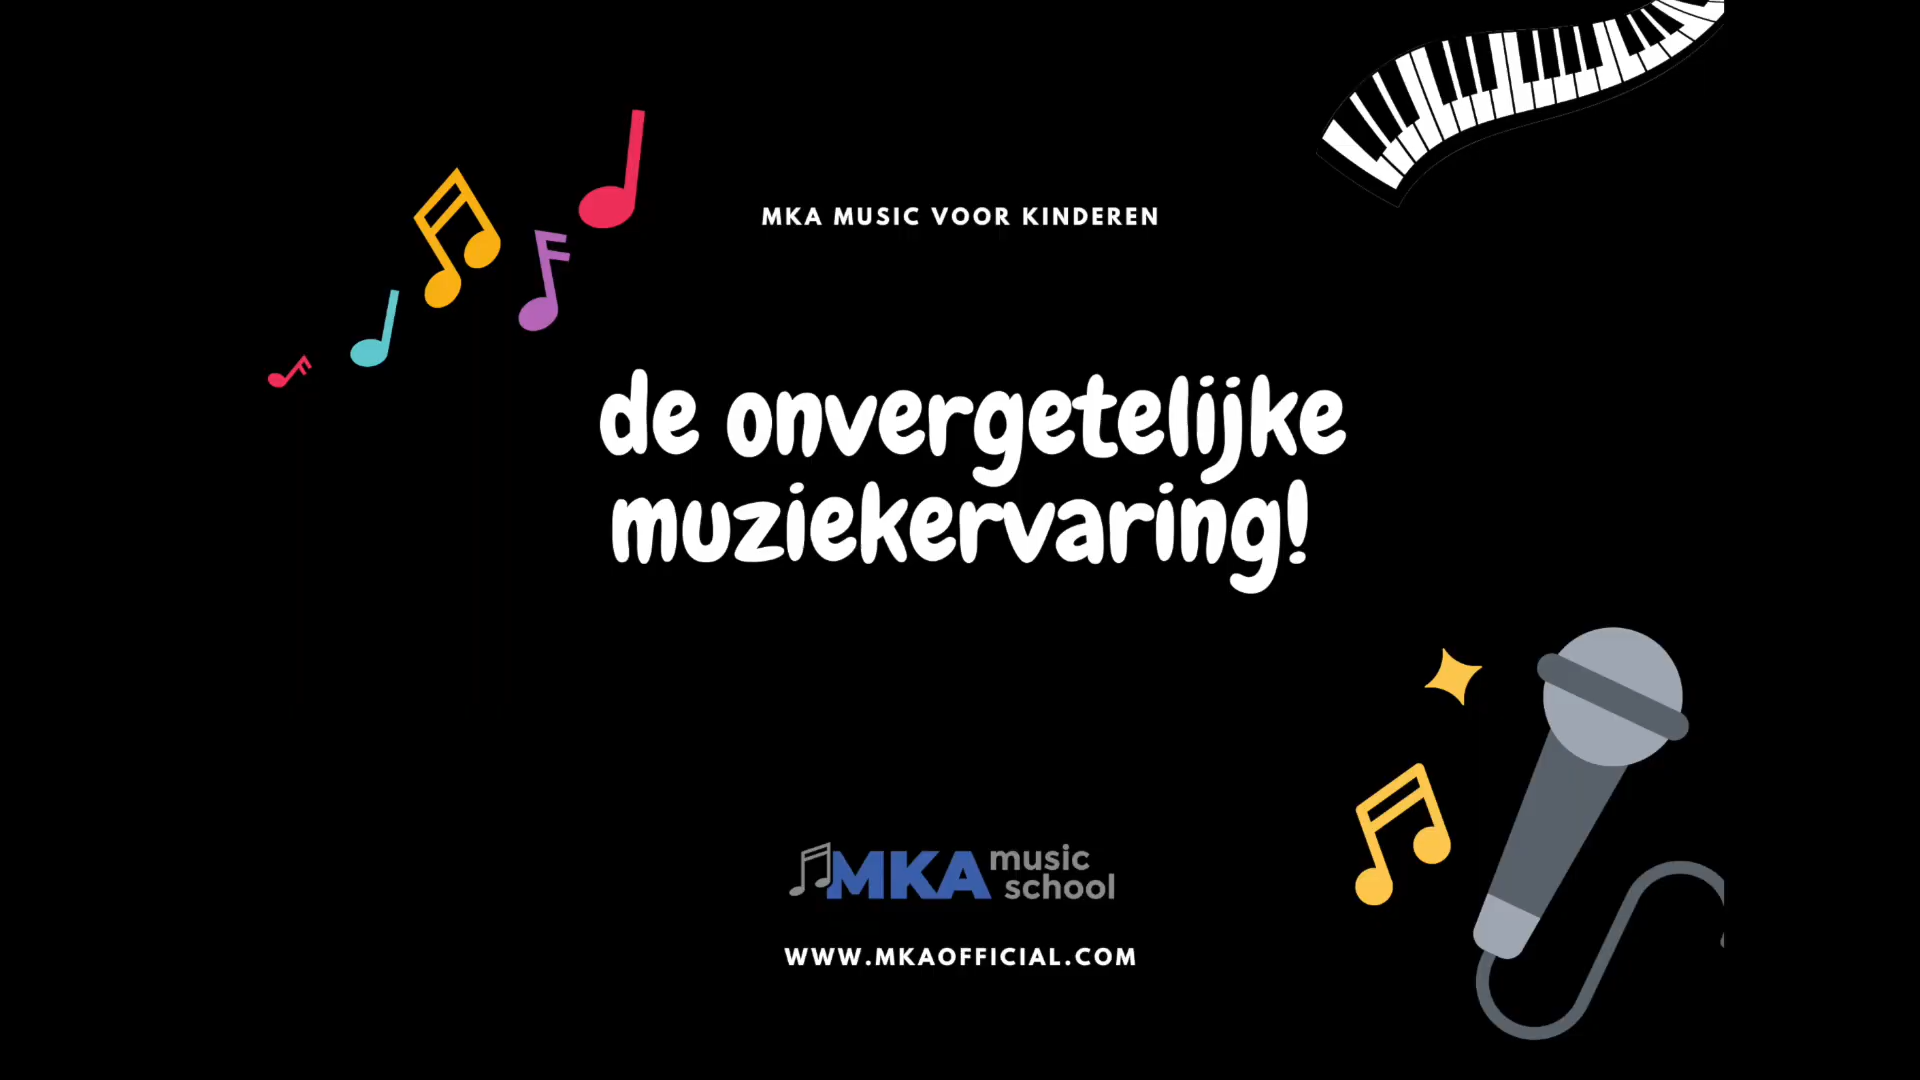 MKA MUSIC VOOR KINDEREN
de onvergetelijke
muziekervaring!
MKA music
school
WWW.MKAOFFICIAL.COM